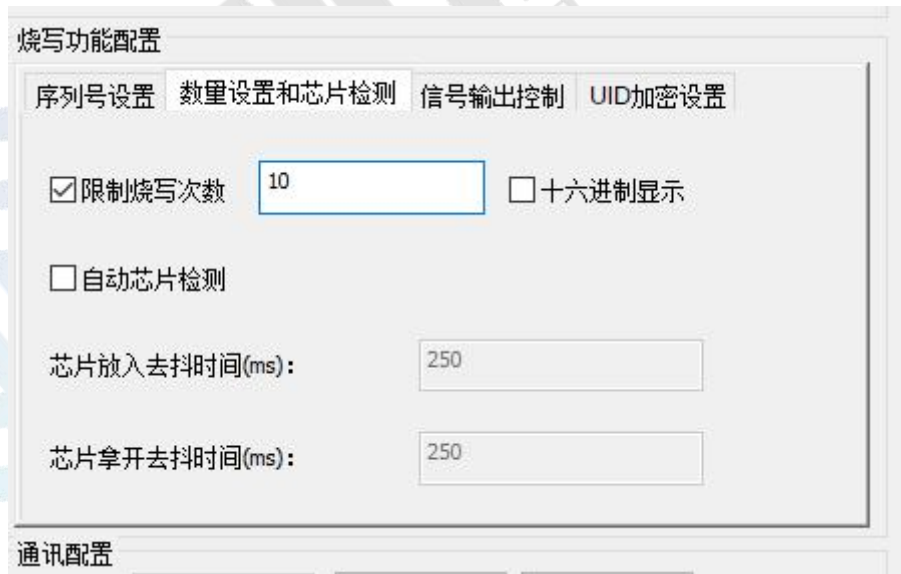 烧写功能配置
序列号设置 数量设置和芯片检测 信号输出控制 UID加密设置
限制烧写次数 10 十六进制显示
自动芯片检测
芯片放入去抖时间(ms): 250
芯片拿开去抖时间(ms): 250
通讯配置